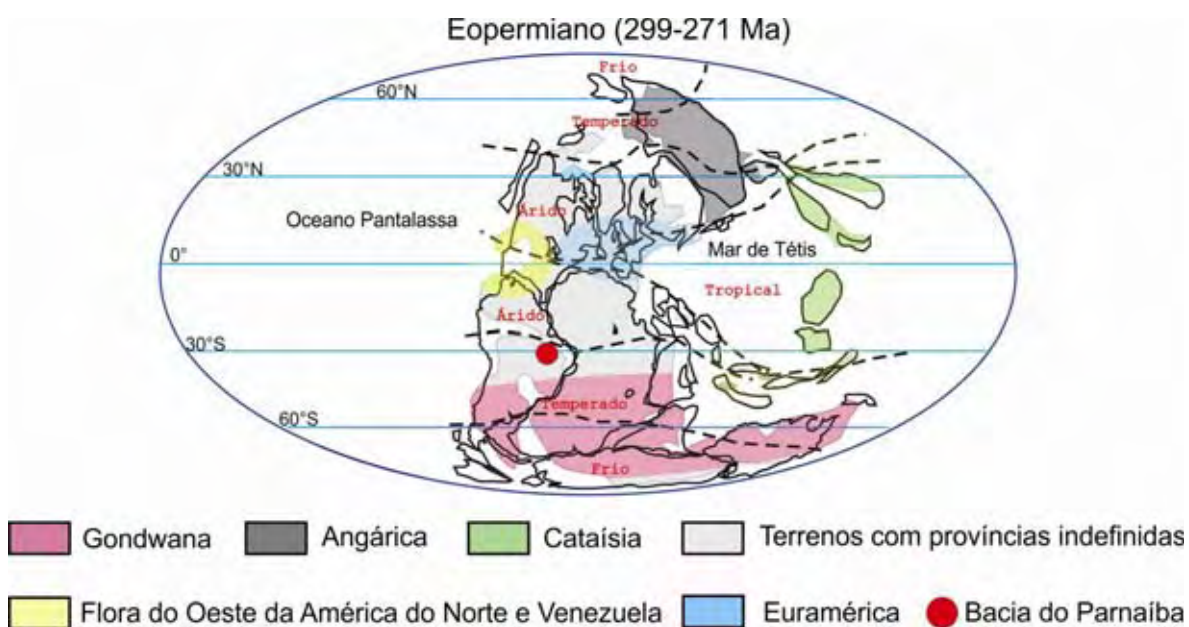 Eopermiano (299-271 Ma)
Frio
60°N
Temperado
30°N
Árido
Oceano Pantalassa
Mar de Tétis
0°
Tropical
Árido
30°S
Temperado
60°S
Frio
Gondwana
Angárica
Cataísia
Terrenos com províncias indefinidas
Flora do Oeste da América do Norte e Venezuela
Euramérica
Bacia do Parnaíba